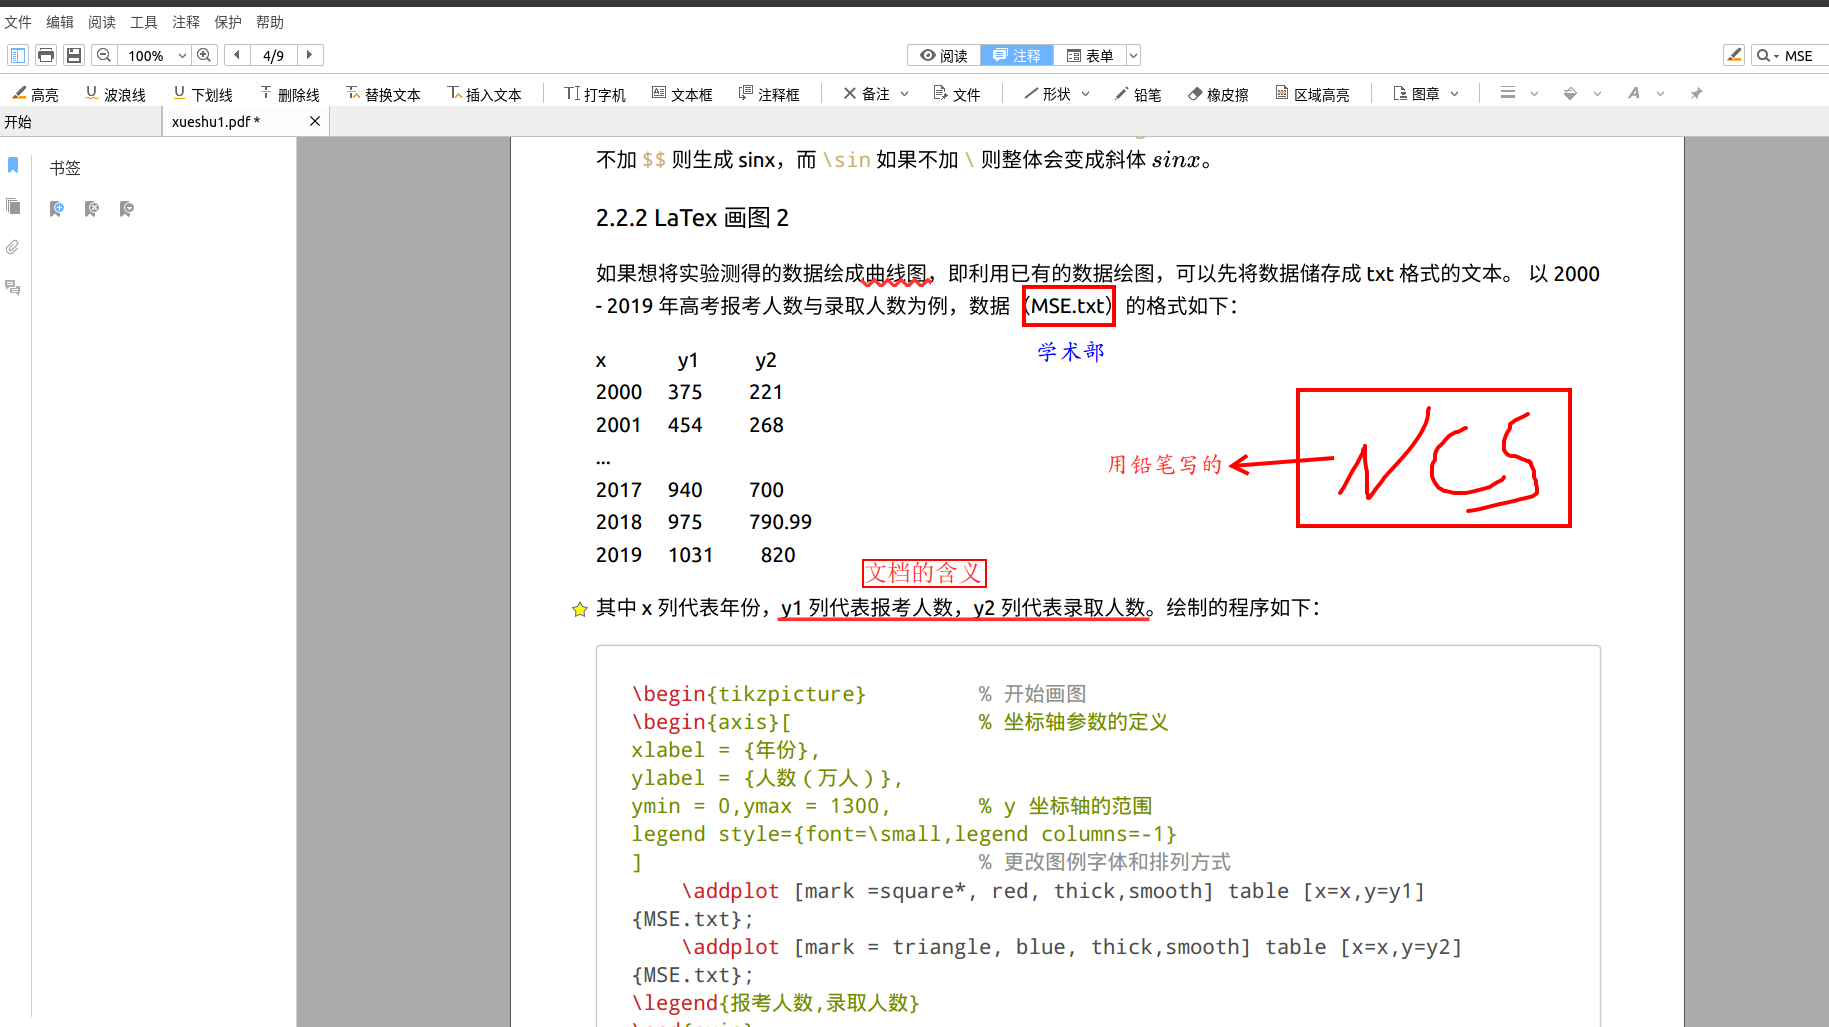 文件 编辑 阅读 工具 注释 保护 帮助
100% 4/9 阅读 注释 表单 MSE
高亮 波浪线 下划线 删除线 替换文本 插入文本 打字机 文本框 注释框 备注 文件 形状 铅笔 橡皮擦 区域高亮 图章
开始 xueshu1.pdf *
书签
不加 $$ 则生成 sinx，而 \sin 如果不加 \ 则整体会变成斜体 sinx。
2.2.2 LaTex 画图 2
如果想将实验测得的数据绘成曲线图，即利用已有的数据绘图，可以先将数据储存成 txt 格式的文本。 以 2000
- 2019 年高考报考人数与录取人数为例，数据（MSE.txt）的格式如下：
学术部
x y1 y2
2000 375 221
2001 454 268
...
2017 940 700
2018 975 790.99
2019 1031 820
用铅笔写的
NCS
文档的含义
其中 x 列代表年份，y1 列代表报考人数，y2 列代表录取人数。绘制的程序如下：
\begin{tikzpicture} % 开始画图
\begin{axis}[ % 坐标轴参数的定义
xlabel = {年份},
ylabel = {人数（万人）},
ymin = 0,ymax = 1300, % y 坐标轴的范围
legend style={font=\small,legend columns=-1}
] % 更改图例字体和排列方式
\addplot [mark =square*, red, thick,smooth] table [x=x,y=y1]
{MSE.txt};
\addplot [mark = triangle, blue, thick,smooth] table [x=x,y=y2]
{MSE.txt};
\legend{报考人数,录取人数}